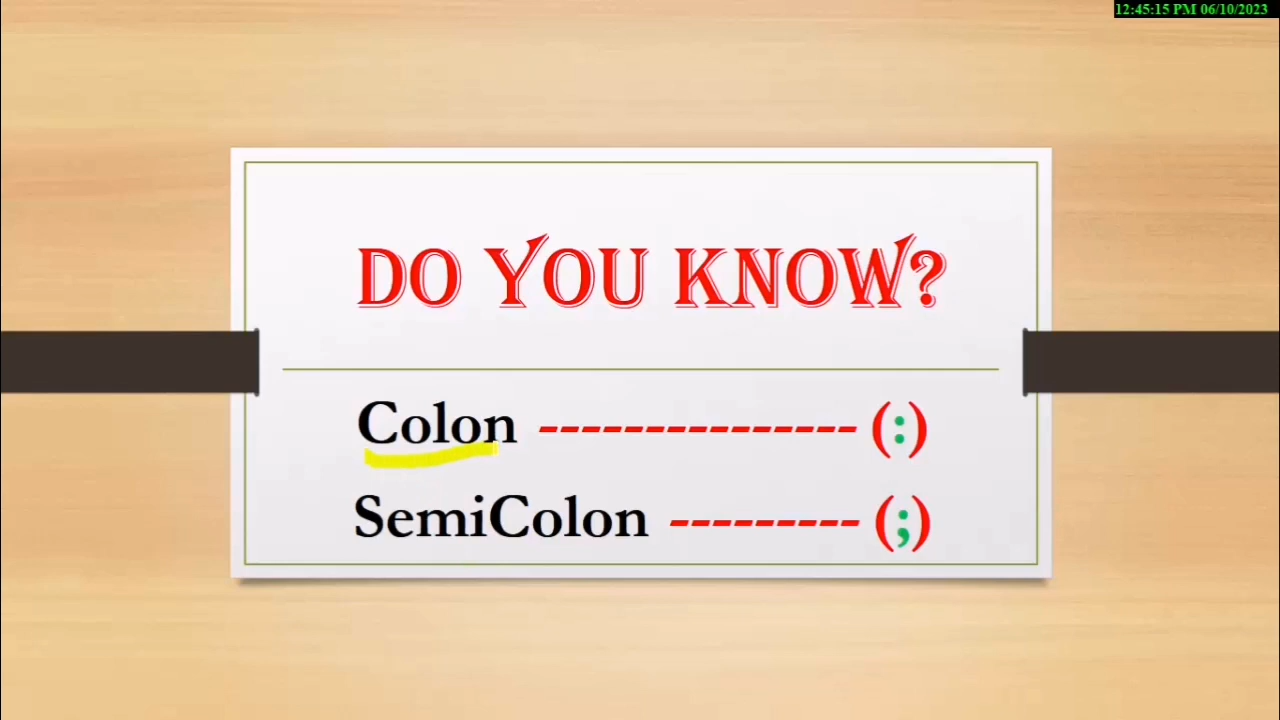 12:45:15 PM 06/10/2023
DO YOU KNOW?
Colon -------------- (:)
SemiColon --------- (;)